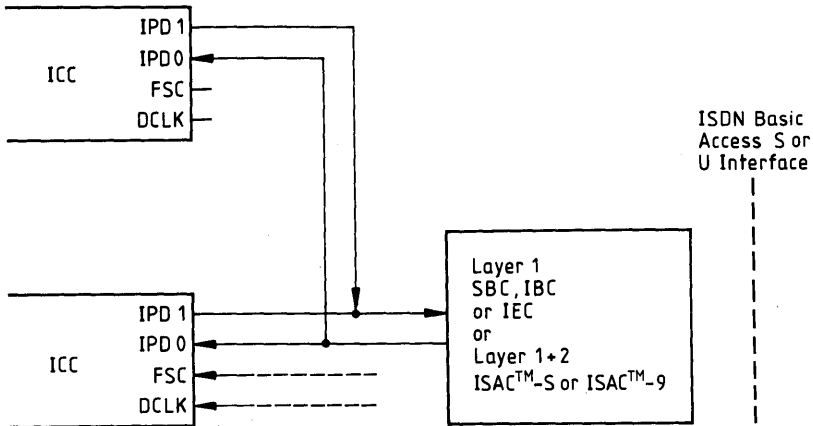 IPD 1
IPD 0
ICC
FSC
DCLK
ISDN Basic
Access S or
U Interface
Layer 1
SBC, IBC
or IEC
or
Layer 1+2
ISAC™-S or ISAC™-9
IPD 1
IPD 0
ICC
FSC
DCLK